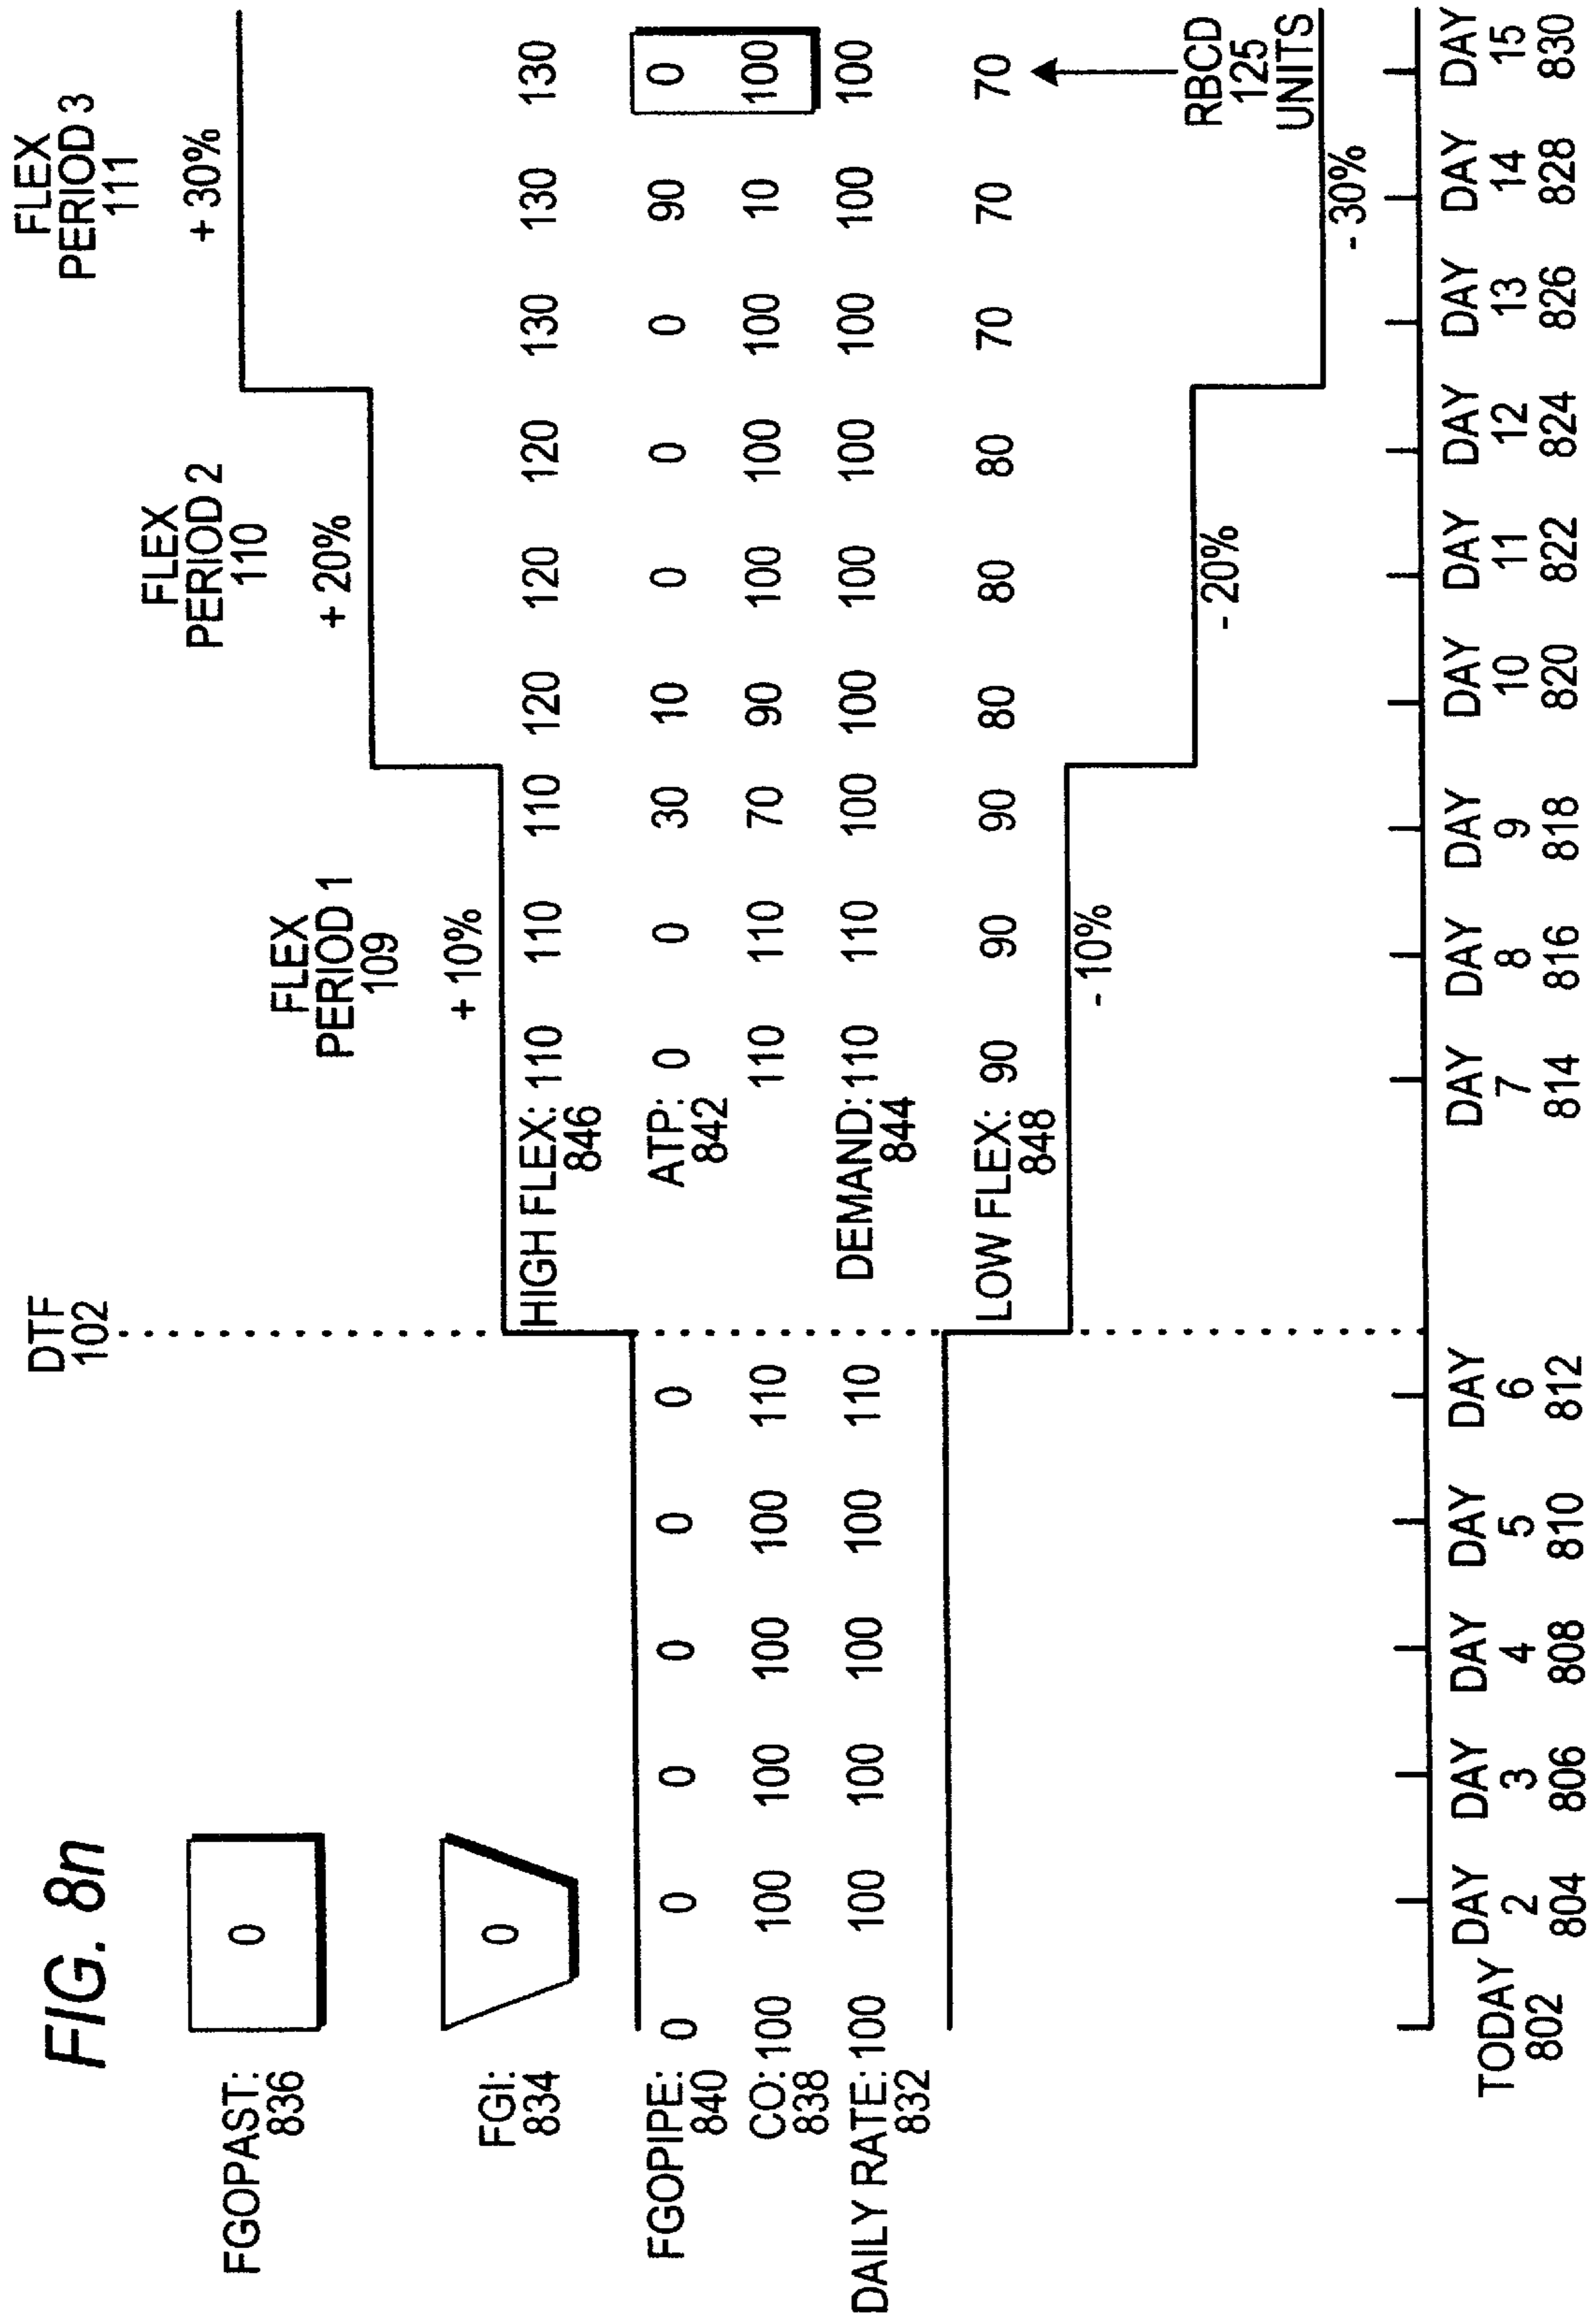 FIG. 8n
FGOPAST:
836
0
FGI:
834
0
DTF
102
FLEX
PERIOD 1
109
+ 10%
FLEX
PERIOD 2
110
+ 20%
FLEX
PERIOD 3
111
+ 30%
HIGH FLEX: 110 110 110 120 120 120 130 130 130
846
FGOPIPE: 0 0 0 0 0 0
840
ATP: 0 0 30 10 0 0 0 90 0
842
CO: 100 100 100 100 100 110 110 110 70 90 100 100 100 10 100
838
DAILY RATE: 100 100 100 100 100 110
832
DEMAND: 110 110 100 100 100 100 100 100 100
844
LOW FLEX: 90 90 90 80 80 80 70 70 70
848
- 10%
- 20%
- 30%
RBCD
125
UNITS
TODAY DAY DAY DAY DAY DAY DAY DAY DAY DAY DAY DAY DAY DAY DAY
2 3 4 5 6 7 8 9 10 11 12 13 14 15
802 804 806 808 810 812 814 816 818 820 822 824 826 828 830